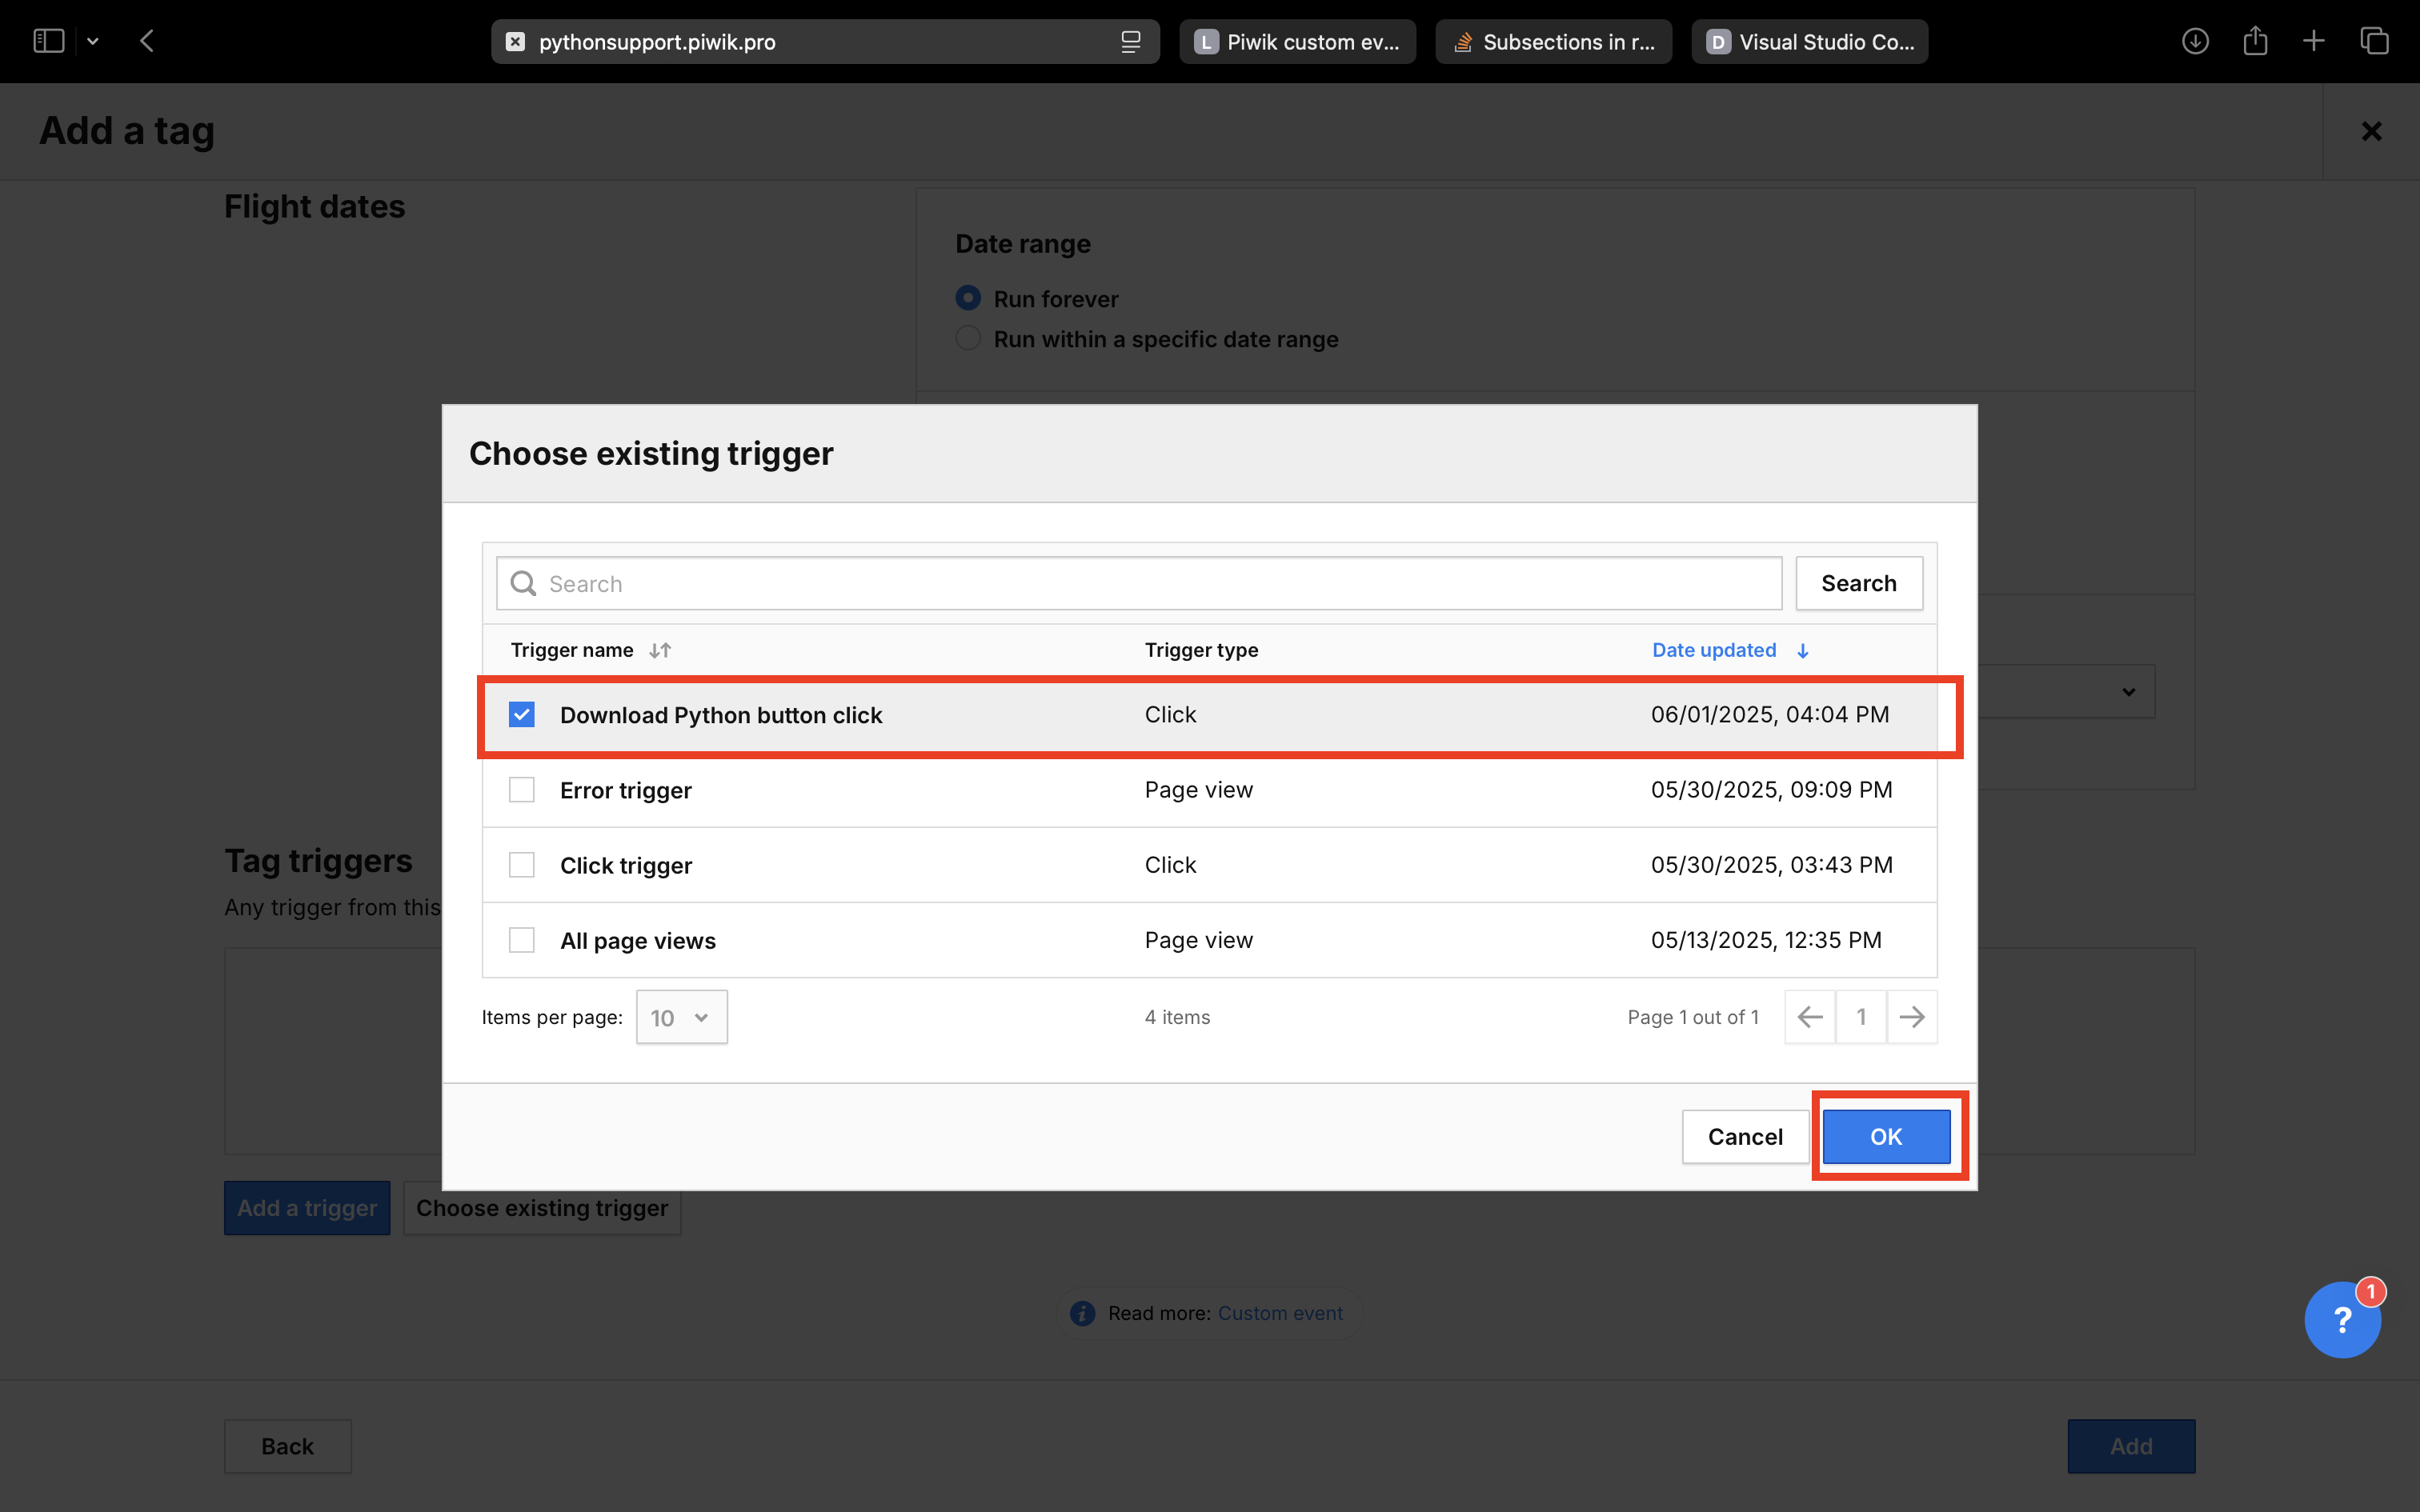 pythonsupport.piwik.pro
L Piwik custom ev...
Subsections in r...
D Visual Studio Co...
Add a tag
Flight dates
Date range
Run forever
Run within a specific date range
Choose existing trigger
Search
Search
Trigger name
Trigger type
Date updated
Download Python button click
Click
06/01/2025, 04:04 PM
Error trigger
Page view
05/30/2025, 09:09 PM
Click trigger
Click
05/30/2025, 03:43 PM
All page views
Page view
05/13/2025, 12:35 PM
Items per page:
10
4 items
Page 1 out of 1
1
Cancel
OK
Tag triggers
Any trigger from this
Add a trigger
Choose existing trigger
Read more: Custom event
?
1
Back
Add